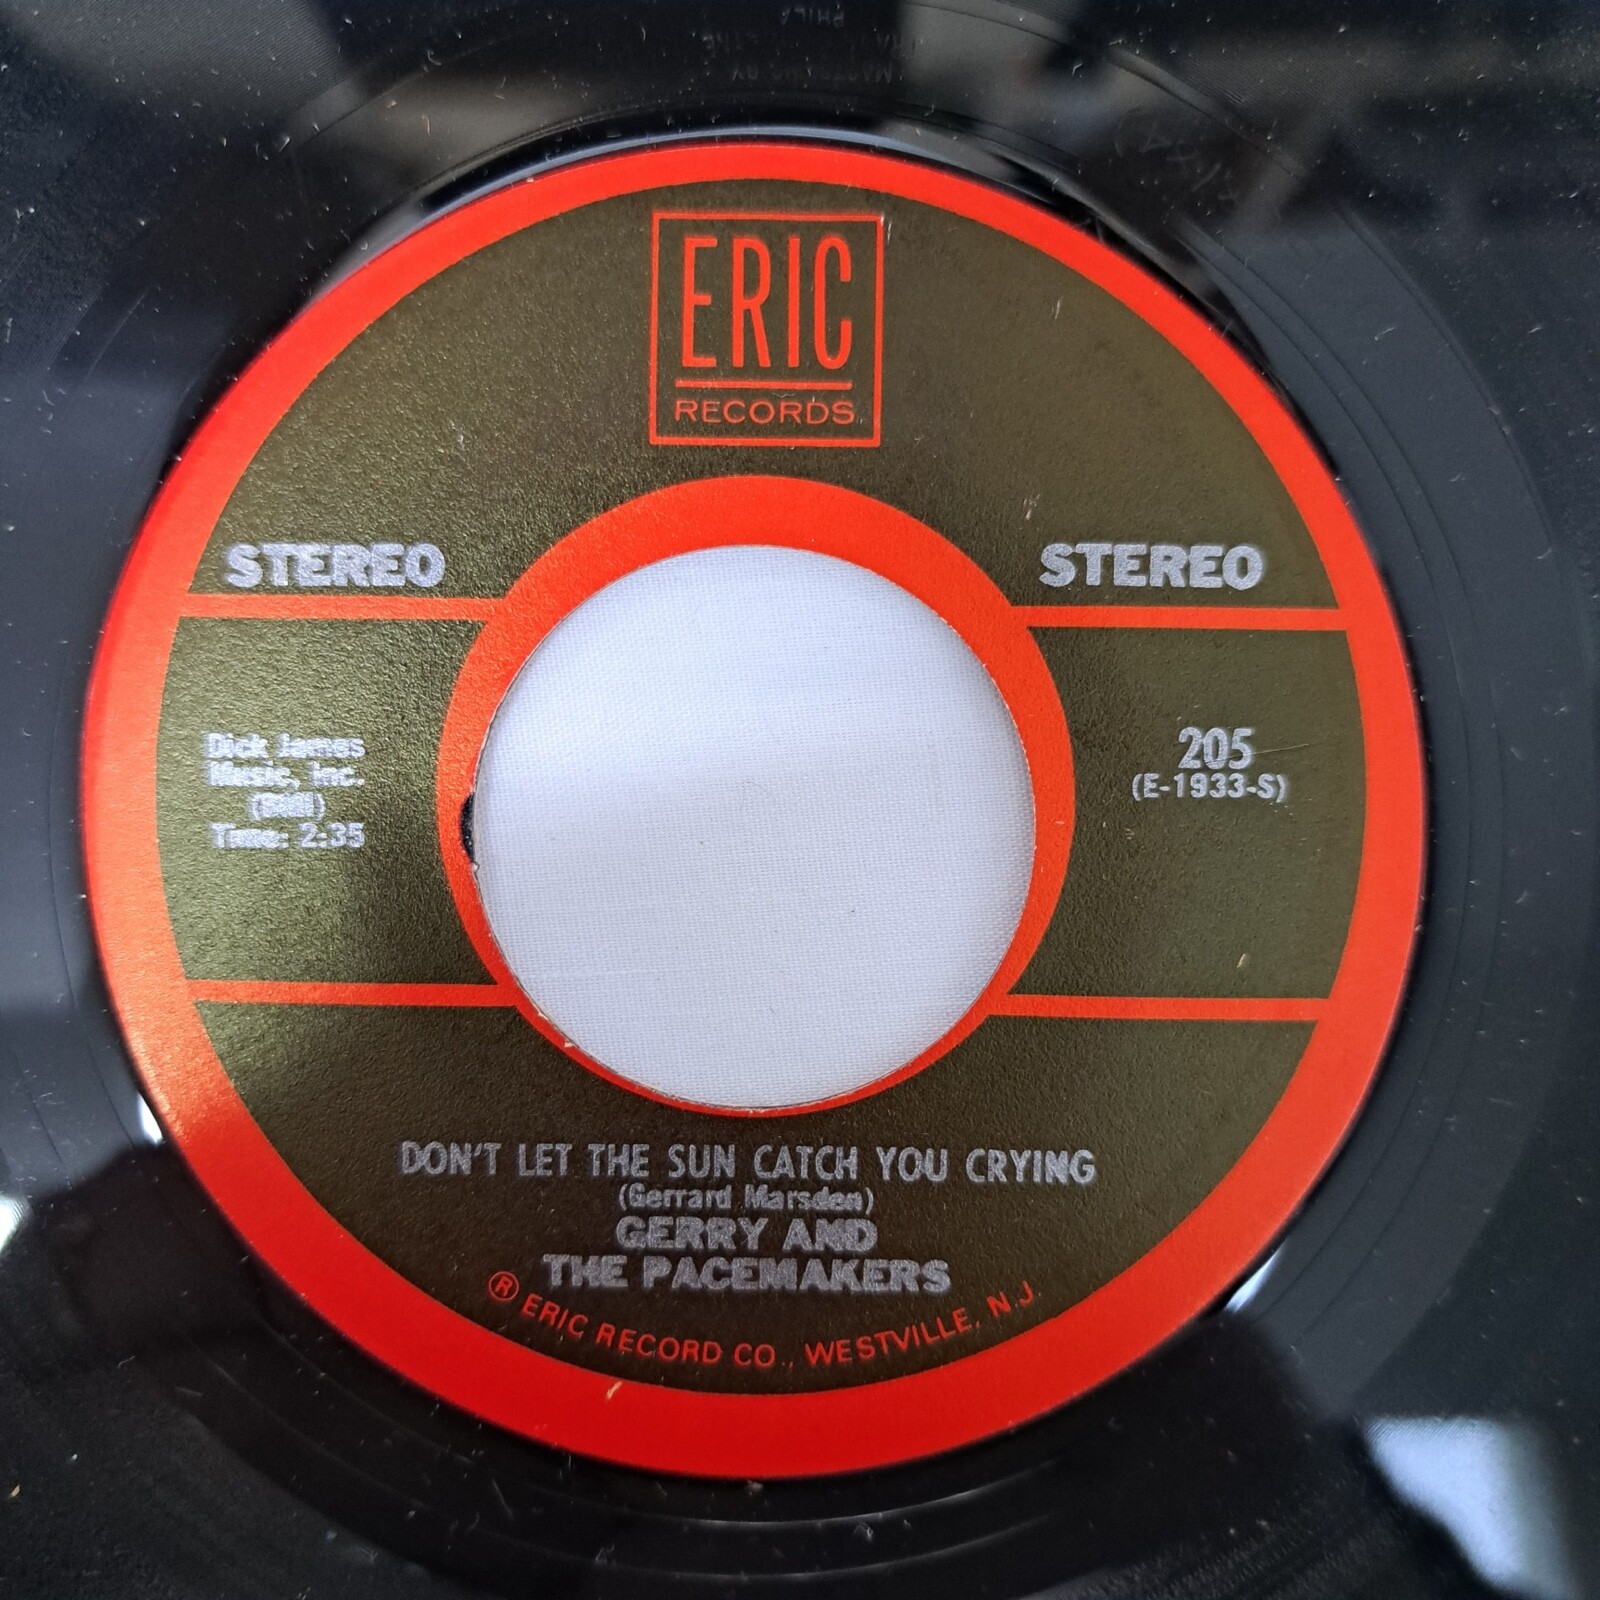 ERIC
RECORDS
STEREO
STEREO
Dick James
Music, Inc.
(BMI)
Time: 2:35
205
(E-1933-S)
DON'T LET THE SUN CATCH YOU CRYING
(Gerrard Marsden)
GERRY AND
THE PACEMAKERS
® ERIC RECORD CO., WESTVILLE, N.J.
PHILA